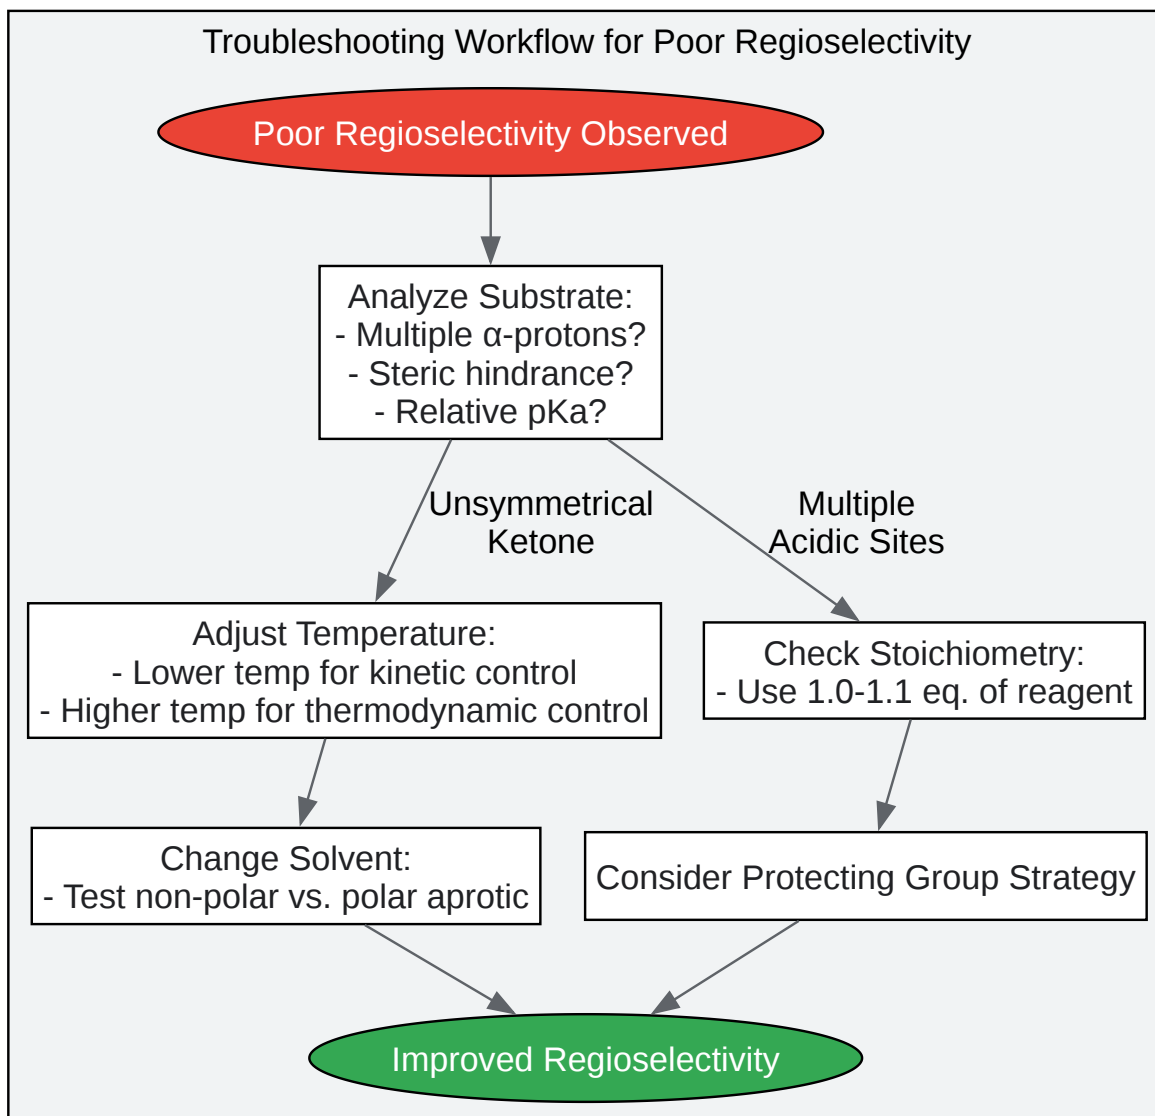 Troubleshooting Workflow for Poor Regioselectivity
Poor Regioselectivity Observed
Analyze Substrate:
- Multiple α-protons?
- Steric hindrance?
- Relative pKa?
Unsymmetrical
Ketone
Multiple
Acidic Sites
Adjust Temperature:
- Lower temp for kinetic control
- Higher temp for thermodynamic control
Check Stoichiometry:
- Use 1.0-1.1 eq. of reagent
Change Solvent:
- Test non-polar vs. polar aprotic
Consider Protecting Group Strategy
Improved Regioselectivity